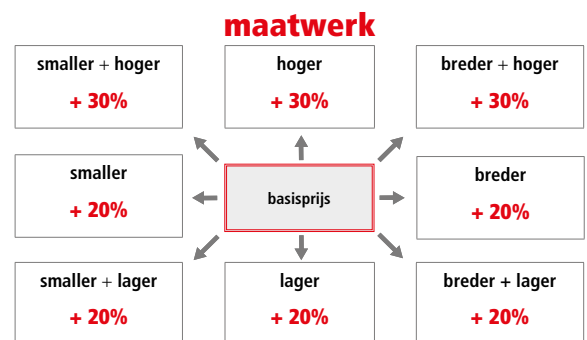 maatwerk
smaller + hoger
+ 30%
hoger
+ 30%
breder + hoger
+ 30%
smaller
+ 20%
basisprijs
breder
+ 20%
smaller + lager
+ 20%
lager
+ 20%
breder + lager
+ 20%